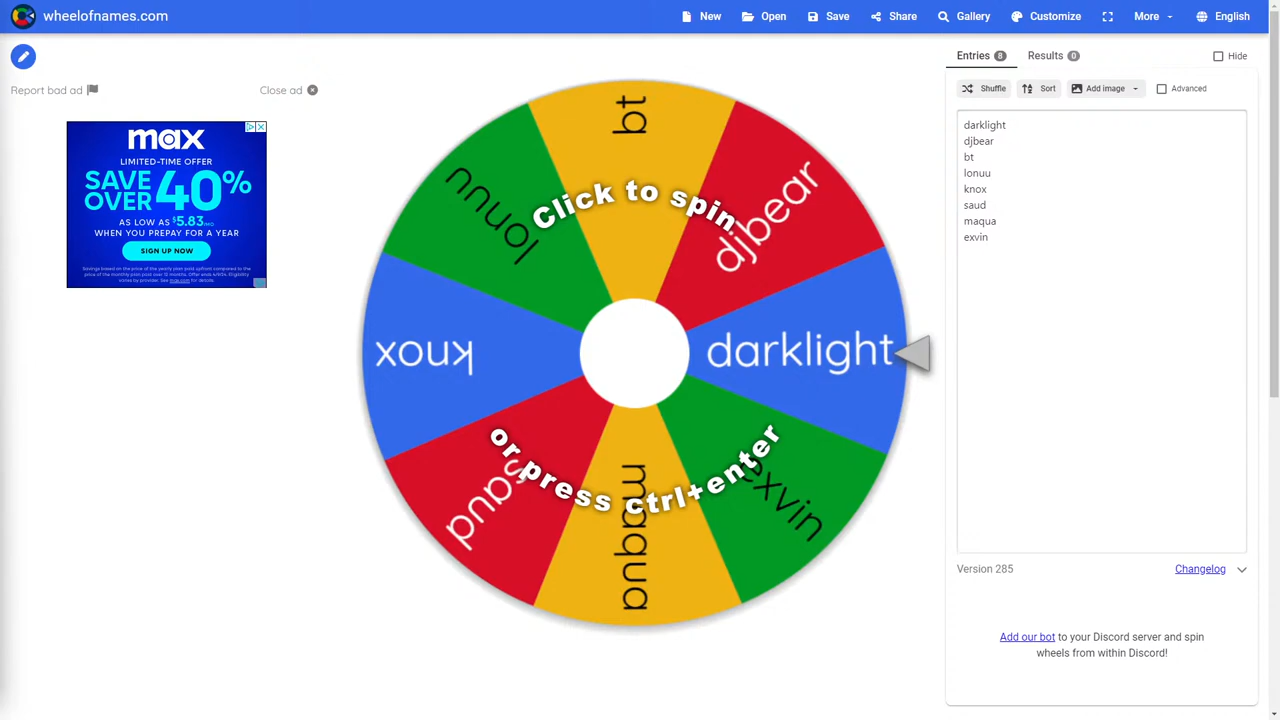 wheelofnames.com
New
Open
Save
Share
Gallery
Customize
More
English
Report bad ad
Close ad
max
LIMITED-TIME OFFER
SAVE OVER 40%
AS LOW AS $5.83/MO
WHEN YOU PREPAY FOR A YEAR
SIGN UP NOW
bt
djbear
lonuu
Click to spin
knox
darklight
saud
maqua
exvin
or press ctrl+enter
Entries 8
Results 0
Hide
Shuffle
Sort
Add image
Advanced
darklight
djbear
bt
lonuu
knox
saud
maqua
exvin
Version 285
Changelog
Add our bot to your Discord server and spin
wheels from within Discord!